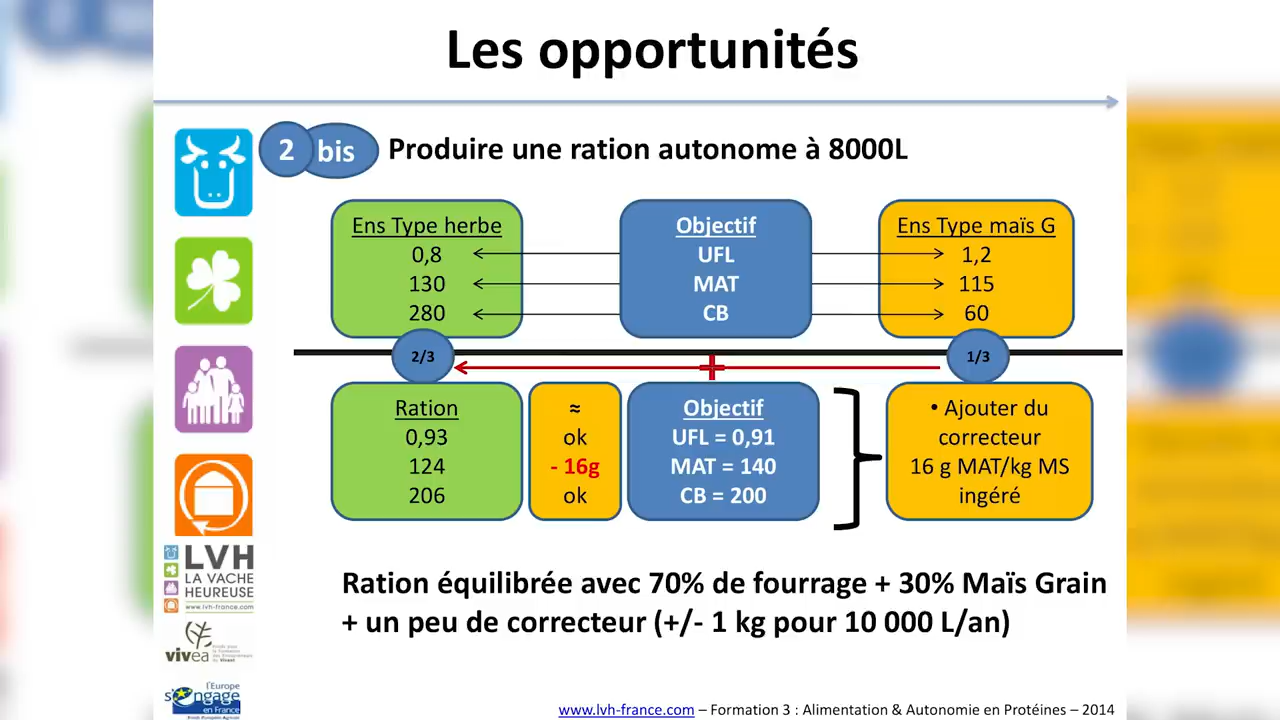 Les opportunités
2 bis Produire une ration autonome à 8000L
Ens Type herbe
0,8
130
280
Objectif
UFL
MAT
CB
Ens Type maïs G
1,2
115
60
2/3
1/3
Ration
0,93
124
206
≈
ok
- 16g
ok
Objectif
UFL = 0,91
MAT = 140
CB = 200
• Ajouter du
correcteur
16 g MAT/kg MS
ingéré
Ration équilibrée avec 70% de fourrage + 30% Maïs Grain
+ un peu de correcteur (+/- 1 kg pour 10 000 L/an)
LVH
LA VACHE
HEUREUSE
www.lvh-france.com
vivea
l'Europe
s'engage
en France
www.lvh-france.com – Formation 3 : Alimentation & Autonomie en Protéines – 2014